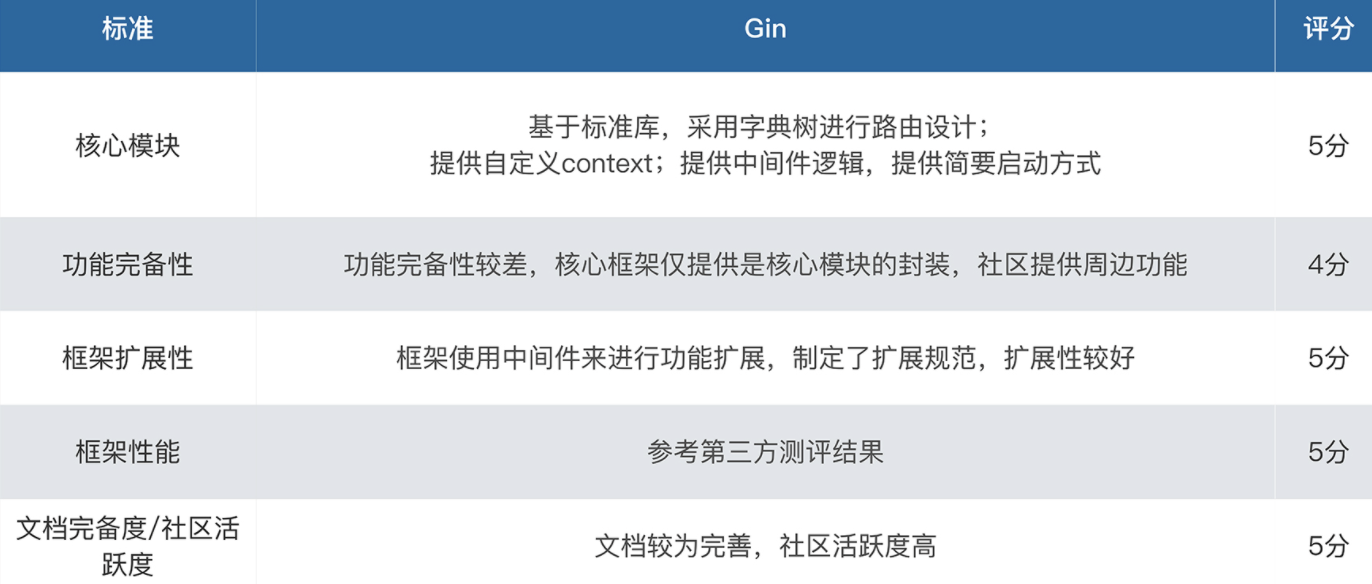 标准 Gin 评分
核心模块
基于标准库，采用字典树进行路由设计；
提供自定义context；提供中间件逻辑，提供简要启动方式
5分
功能完备性 功能完备性较差，核心框架仅提供是核心模块的封装，社区提供周边功能 4分
框架扩展性 框架使用中间件来进行功能扩展，制定了扩展规范，扩展性较好 5分
框架性能 参考第三方测评结果 5分
文档完备度/社区活
跃度
文档较为完善，社区活跃度高
5分